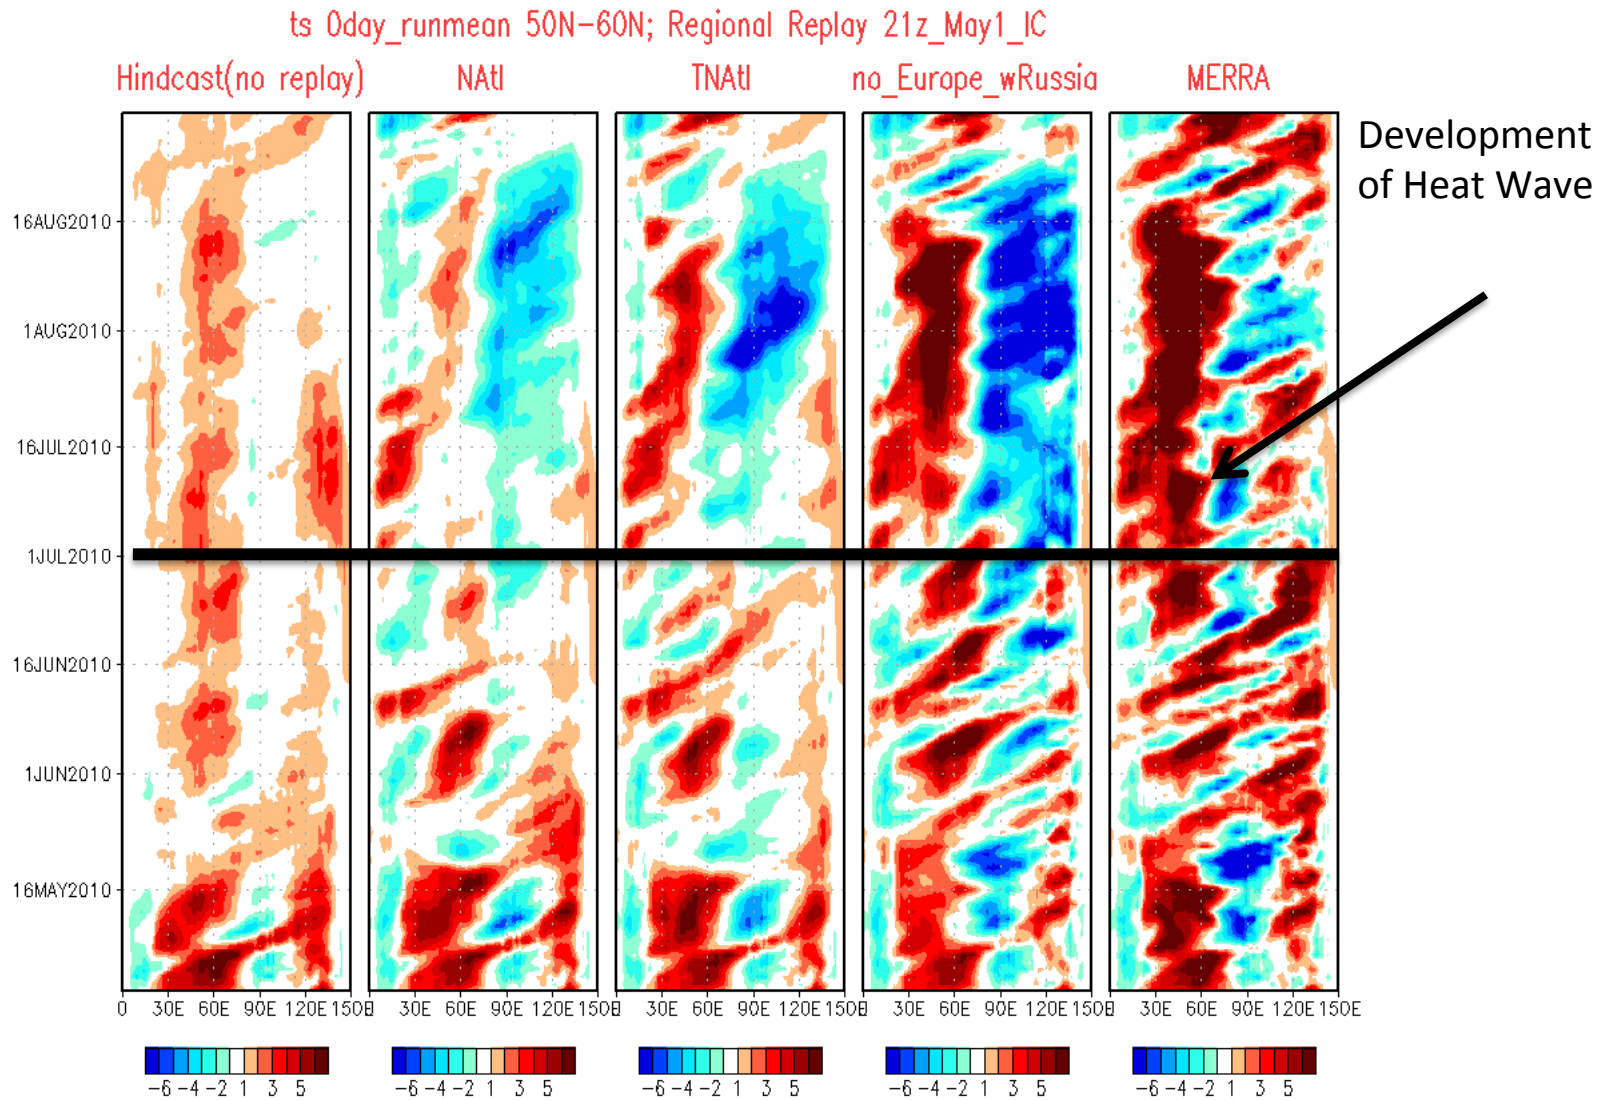 ts 0day_runmean 50N-60N; Regional Replay 21z_May1_IC
Hindcast(no replay) NAtl TNAtl no_Europe_wRussia MERRA
Development
of Heat Wave
16AUG2010
1AUG2010
16JUL2010
1JUL2010
16JUN2010
1JUN2010
16MAY2010
0 30E 60E 90E 120E 150E 30E 60E 90E 120E 150E 30E 60E 90E 120E 150E 30E 60E 90E 120E 150E 30E 60E 90E 120E 150E
-6 -4 -2 1 3 5 -6 -4 -2 1 3 5 -6 -4 -2 1 3 5 -6 -4 -2 1 3 5 -6 -4 -2 1 3 5